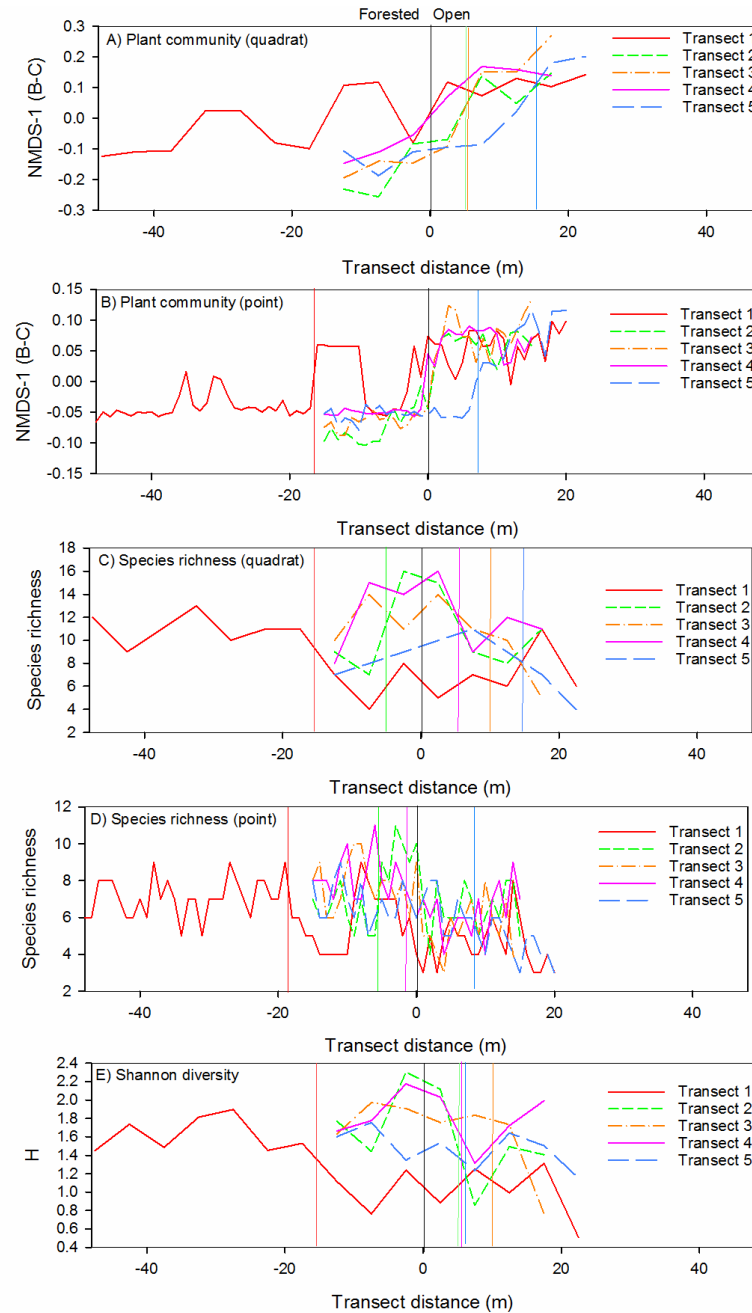 Forested Open
A) Plant community (quadrat)
NMDS-1 (B-C)
0.3
0.2
0.1
0.0
-0.1
-0.2
-0.3
Transect 1
Transect 2
Transect 3
Transect 4
Transect 5
-40 -20 0 20 40
Transect distance (m)
B) Plant community (point)
NMDS-1 (B-C)
0.15
0.10
0.05
0.00
-0.05
-0.10
-0.15
Transect 1
Transect 2
Transect 3
Transect 4
Transect 5
-40 -20 0 20 40
Transect distance (m)
C) Species richness (quadrat)
Species richness
18
16
14
12
10
8
6
4
2
Transect 1
Transect 2
Transect 3
Transect 4
Transect 5
-40 -20 0 20 40
Transect distance (m)
D) Species richness (point)
Species richness
12
10
8
6
4
2
Transect 1
Transect 2
Transect 3
Transect 4
Transect 5
-40 -20 0 20 40
Transect distance (m)
E) Shannon diversity
H
2.4
2.2
2.0
1.8
1.6
1.4
1.2
1.0
0.8
0.6
0.4
Transect 1
Transect 2
Transect 3
Transect 4
Transect 5
-40 -20 0 20 40
Transect distance (m)